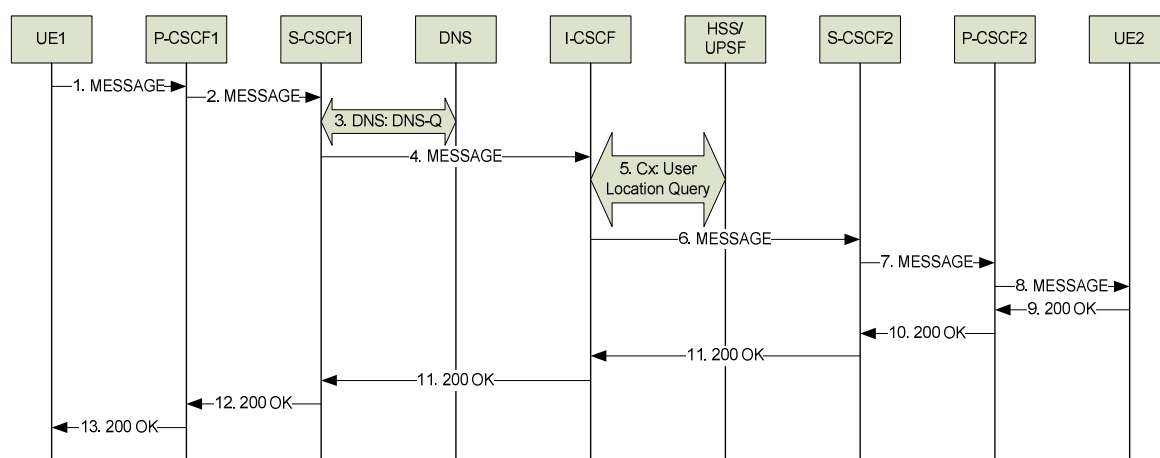 UE1
P-CSCF1
S-CSCF1
DNS
I-CSCF
HSS/
UPSF
S-CSCF2
P-CSCF2
UE2
1. MESSAGE
2. MESSAGE
3. DNS: DNS-Q
4. MESSAGE
5. Cx: User
Location Query
6. MESSAGE
7. MESSAGE
8. MESSAGE
9. 200 OK
10. 200 OK
11. 200 OK
11. 200 OK
12. 200 OK
13. 200 OK